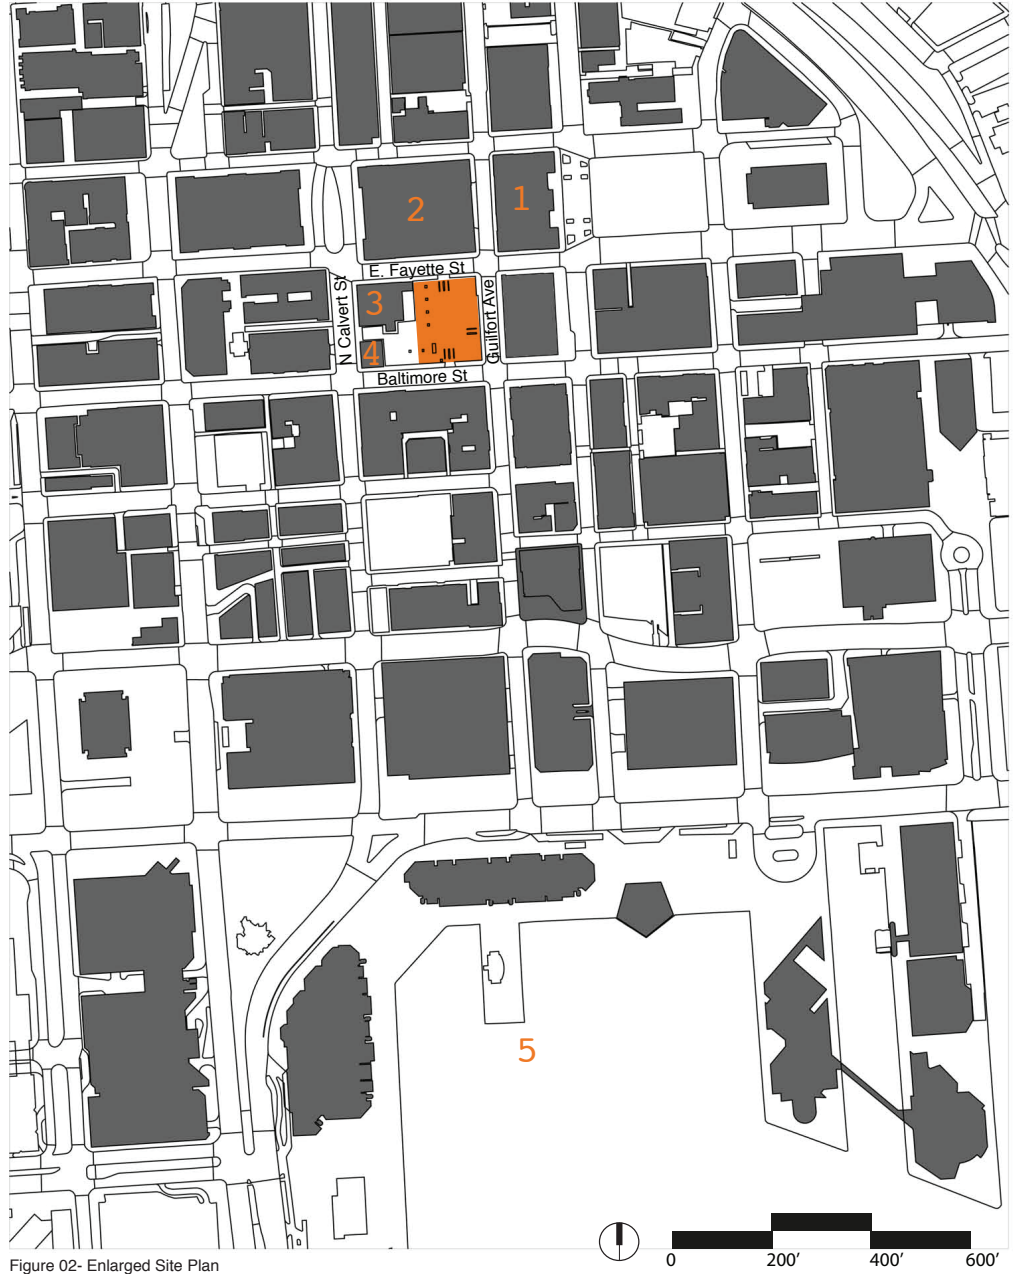 1
2
E. Fayette St
3
N Calvert St
Guilfort Ave
4
Baltimore St
5
0 200' 400' 600'
Figure 02- Enlarged Site Plan